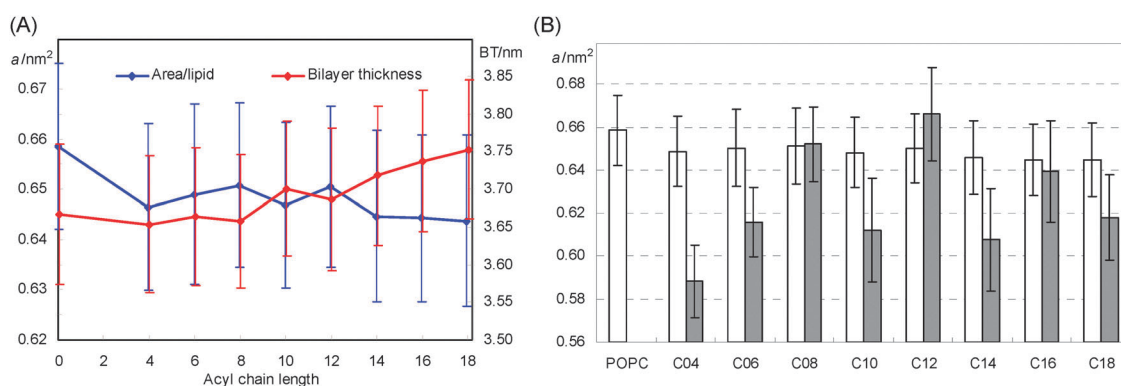 (A)
a/nm²
BT/nm
Area/lipid
Bilayer thickness
0.67
0.66
0.65
0.64
0.63
0.62
3.85
3.80
3.75
3.70
3.65
3.60
3.55
3.50
0 4 6 8 10 12 14 16 18
Acyl chain length
(B)
a/nm²
0.68
0.66
0.64
0.62
0.60
0.58
0.56
POPC C04 C06 C08 C10 C12 C14 C16 C18